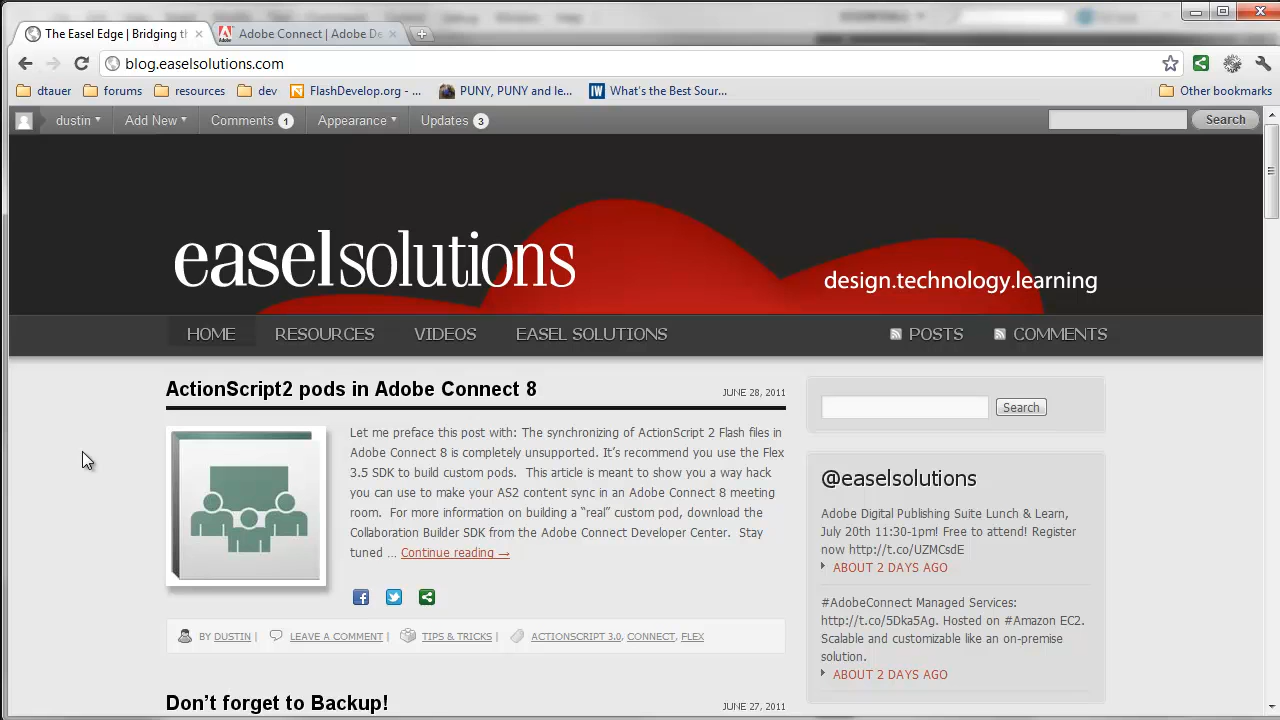 The Easel Edge | Bridging th
Adobe Connect | Adobe De
blog.easelsolutions.com
dtauer
forums
resources
dev
FlashDevelop.org - ...
PUNY, PUNY and le...
What's the Best Sour...
Other bookmarks
dustin
Add New
Comments 1
Appearance
Updates 3
Search
easelsolutions
design.technology.learning
HOME
RESOURCES
VIDEOS
EASEL SOLUTIONS
POSTS
COMMENTS
ActionScript2 pods in Adobe Connect 8
JUNE 28, 2011
Let me preface this post with: The synchronizing of ActionScript 2 Flash files in
Adobe Connect 8 is completely unsupported. It's recommend you use the Flex
3.5 SDK to build custom pods. This article is meant to show you a way hack
you can use to make your AS2 content sync in an Adobe Connect 8 meeting
room. For more information on building a “real” custom pod, download the
Collaboration Builder SDK from the Adobe Connect Developer Center. Stay
tuned ... Continue reading →
BY DUSTIN |
LEAVE A COMMENT |
TIPS & TRICKS |
ACTIONSCRIPT 3.0, CONNECT, FLEX
Don't forget to Backup!
JUNE 27, 2011
Search
@easelsolutions
Adobe Digital Publishing Suite Lunch & Learn,
July 20th 11:30-1pm! Free to attend! Register
now http://t.co/UZMCsdE
ABOUT 2 DAYS AGO
#AdobeConnect Managed Services:
http://t.co/5Dka5Ag. Hosted on #Amazon EC2.
Scalable and customizable like an on-premise
solution.
ABOUT 2 DAYS AGO